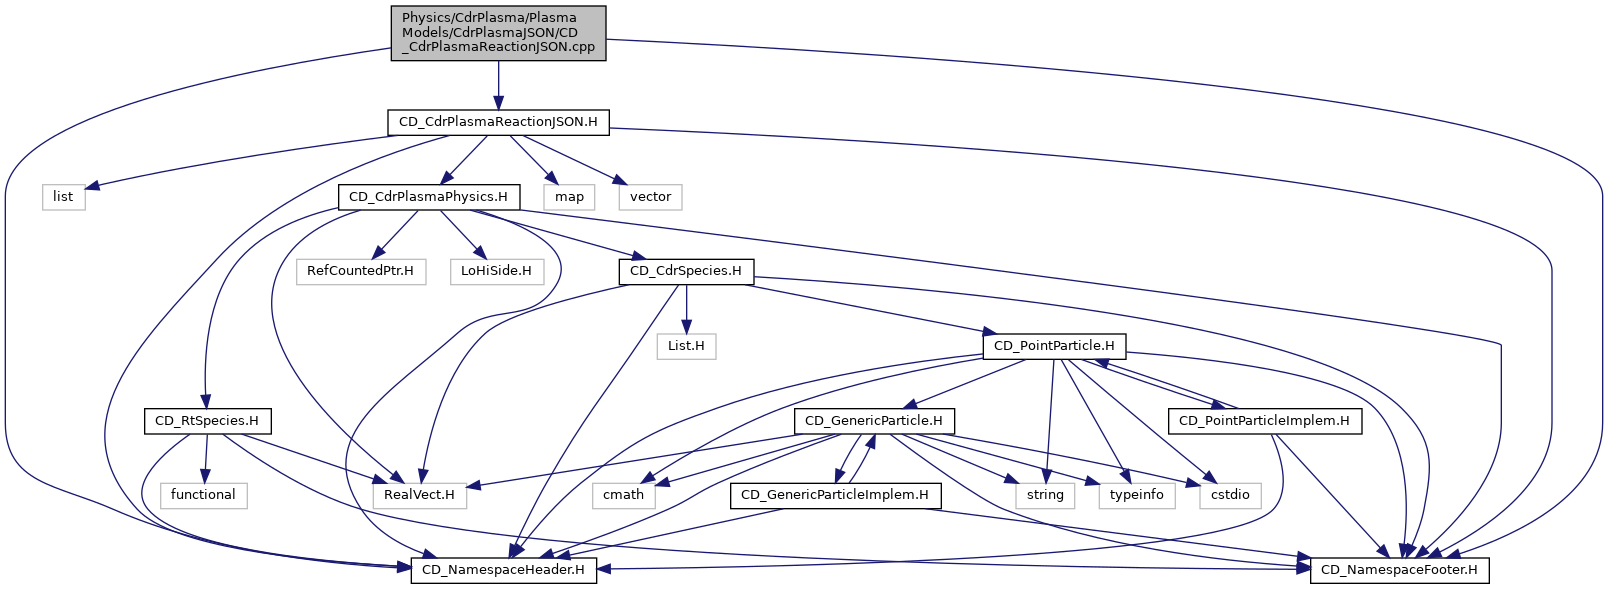 Physics/CdrPlasma/Plasma
Models/CdrPlasmaJSON/CD
_CdrPlasmaReactionJSON.cpp
CD_CdrPlasmaReactionJSON.H
list
CD_CdrPlasmaPhysics.H
map
vector
RefCountedPtr.H
LoHiSide.H
CD_CdrSpecies.H
List.H
CD_PointParticle.H
CD_RtSpecies.H
CD_GenericParticle.H
CD_PointParticleImplem.H
functional
RealVect.H
cmath
CD_GenericParticleImplem.H
string
typeinfo
cstdio
CD_NamespaceHeader.H
CD_NamespaceFooter.H